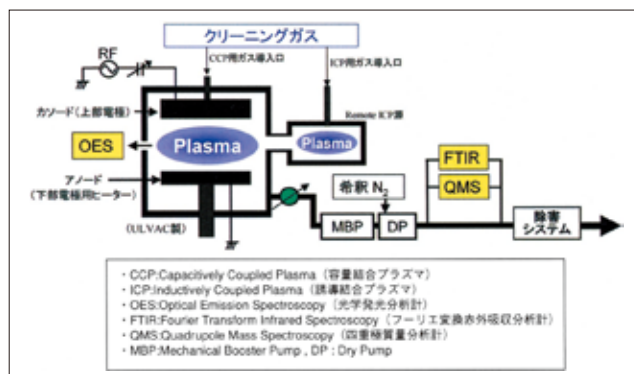 クリーニングガス
RF
CCP用ガス導入口
ICP用ガス導入口
カソード(上部電極)
Remote ICP源
OES
Plasma
Plasma
アノード
(下部電極用ヒーター)
(ULVAC製)
希釈 N2
MBP
DP
FTIR
QMS
除害
システム
・CCP:Capacitively Coupled Plasma (容量結合プラズマ)
・ICP:Inductively Coupled Plasma (誘導結合プラズマ)
・OES:Optical Emission Spectroscopy (光学発光分析計)
・FTIR:Fourier Transform Infrared Spectroscopy (フーリエ変換赤外吸収分析計)
・QMS:Quadrupole Mass Spectroscopy (四重極質量分析計)
・MBP:Mechanical Booster Pump , DP : Dry Pump